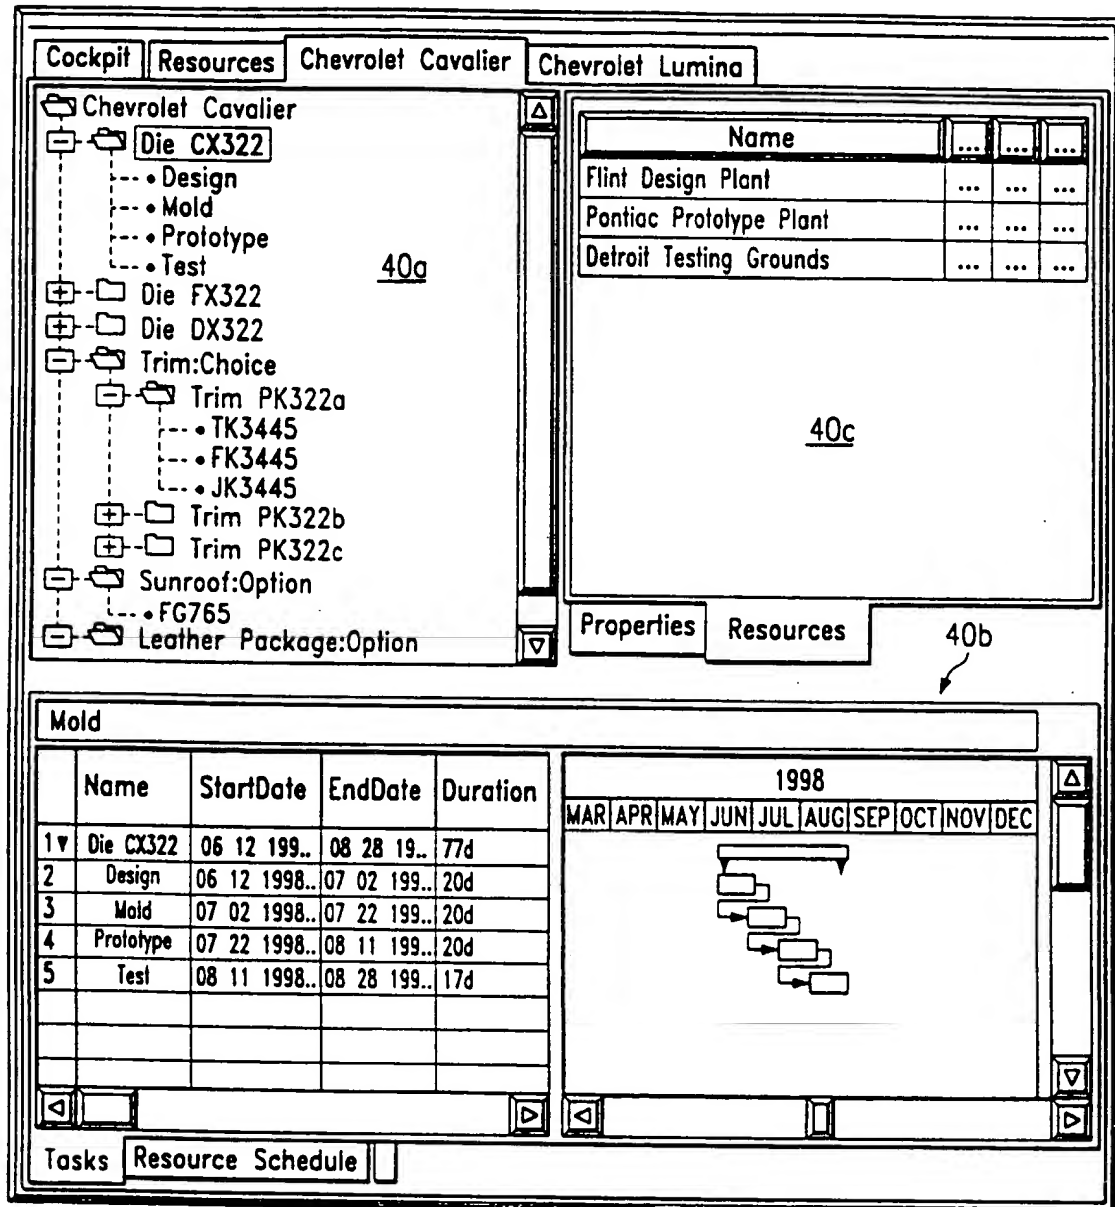 Cockpit Resources Chevrolet Cavalier Chevrolet Lumina
Chevrolet Cavalier
Die CX322
Design
Mold
Prototype
Test
40a
Die FX322
Die DX322
Trim:Choice
Trim PK322a
TK3445
FK3445
JK3445
Trim PK322b
Trim PK322c
Sunroof:Option
FG765
Leather Package:Option
Name ... ... ...
Flint Design Plant ... ... ...
Pontiac Prototype Plant ... ... ...
Detroit Testing Grounds ... ... ...
40c
Properties Resources
40b
Mold
Name StartDate EndDate Duration
1 Die CX322 06 12 199.. 08 28 19.. 77d
2 Design 06 12 1998.. 07 02 199.. 20d
3 Mold 07 02 1998.. 07 22 199.. 20d
4 Prototype 07 22 1998.. 08 11 199.. 20d
5 Test 08 11 1998.. 08 28 199.. 17d
1998
MAR APR MAY JUN JUL AUG SEP OCT NOV DEC
Tasks Resource Schedule